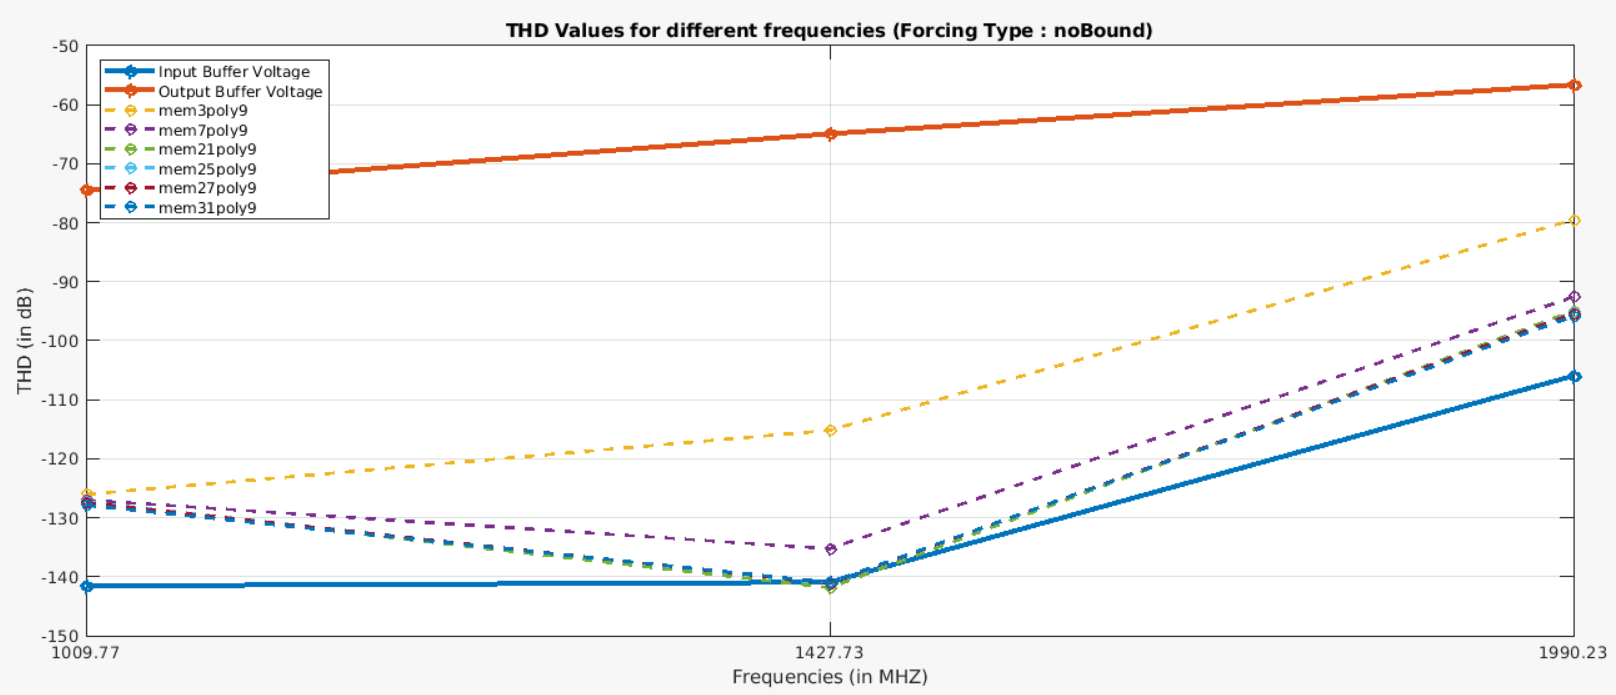 THD Values for different frequencies (Forcing Type : noBound)
-50
-60
-70
-80
-90
-100
-110
-120
-130
-140
-150
THD (in dB)
Input Buffer Voltage
Output Buffer Voltage
mem3poly9
mem7poly9
mem21poly9
mem25poly9
mem27poly9
mem31poly9
1009.77
1427.73
1990.23
Frequencies (in MHZ)